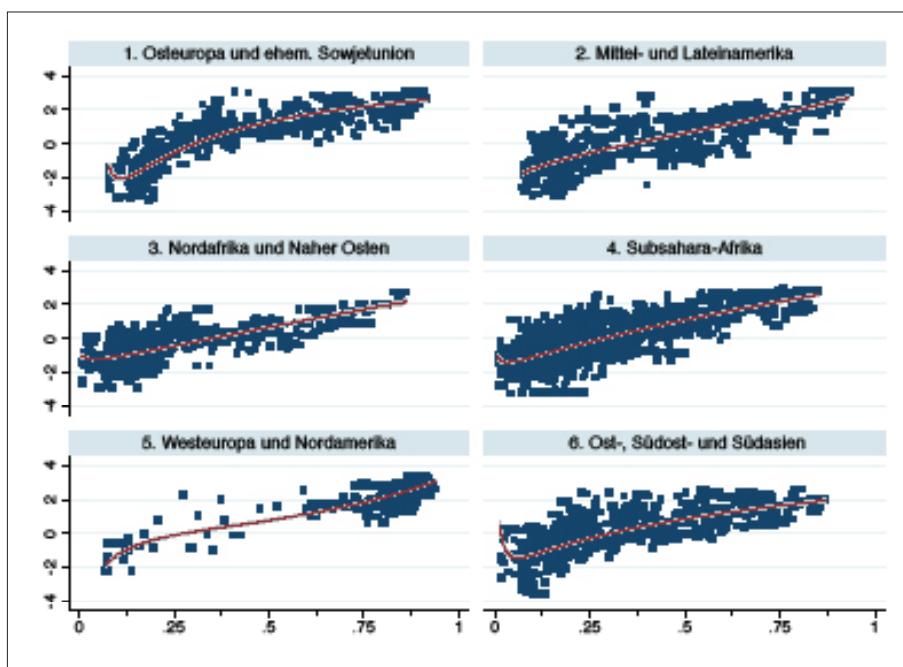 1. Osteuropa und ehem. Sowjetunion
2. Mittel- und Lateinamerika
4
2
0
-2
-4
3. Nordafrika und Naher Osten
4. Subsahara-Afrika
4
2
0
-2
-4
5. Westeuropa und Nordamerika
6. Ost-, Südost- und Südasien
4
2
0
-2
-4
0 .25 .5 .75 1 0 .25 .5 .75 1